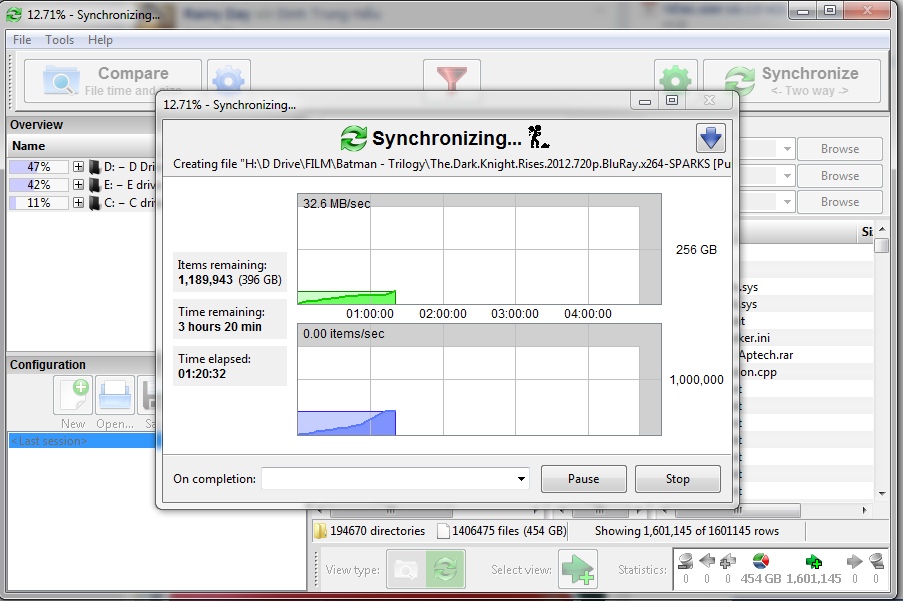 12.71% - Synchronizing...
File Tools Help
Compare
File time and size
Synchronize
<- Two way ->
Overview
Name
47% D: – D Dri
42% E: – E driv
11% C: – C driv
Configuration
New Open... Sa
<Last session>
12.71% - Synchronizing...
Synchronizing...
Creating file "H:\D Drive\FILM\Batman - Trilogy\The.Dark.Knight.Rises.2012.720p.BluRay.x264-SPARKS [Pu
32.6 MB/sec
256 GB
Items remaining:
1,189,943 (396 GB)
Time remaining:
3 hours 20 min
Time elapsed:
01:20:32
01:00:00 02:00:00 03:00:00 04:00:00
0.00 items/sec
1,000,000
On completion:
Pause
Stop
Browse
Browse
Browse
Si
.sys
sys
t
ker.ini
Aptech.rar
on.cpp
194670 directories 1406475 files (454 GB) Showing 1,601,145 of 1601145 rows
View type: Select view: Statistics:
0 0 0 454 GB 1,601,145 0 0